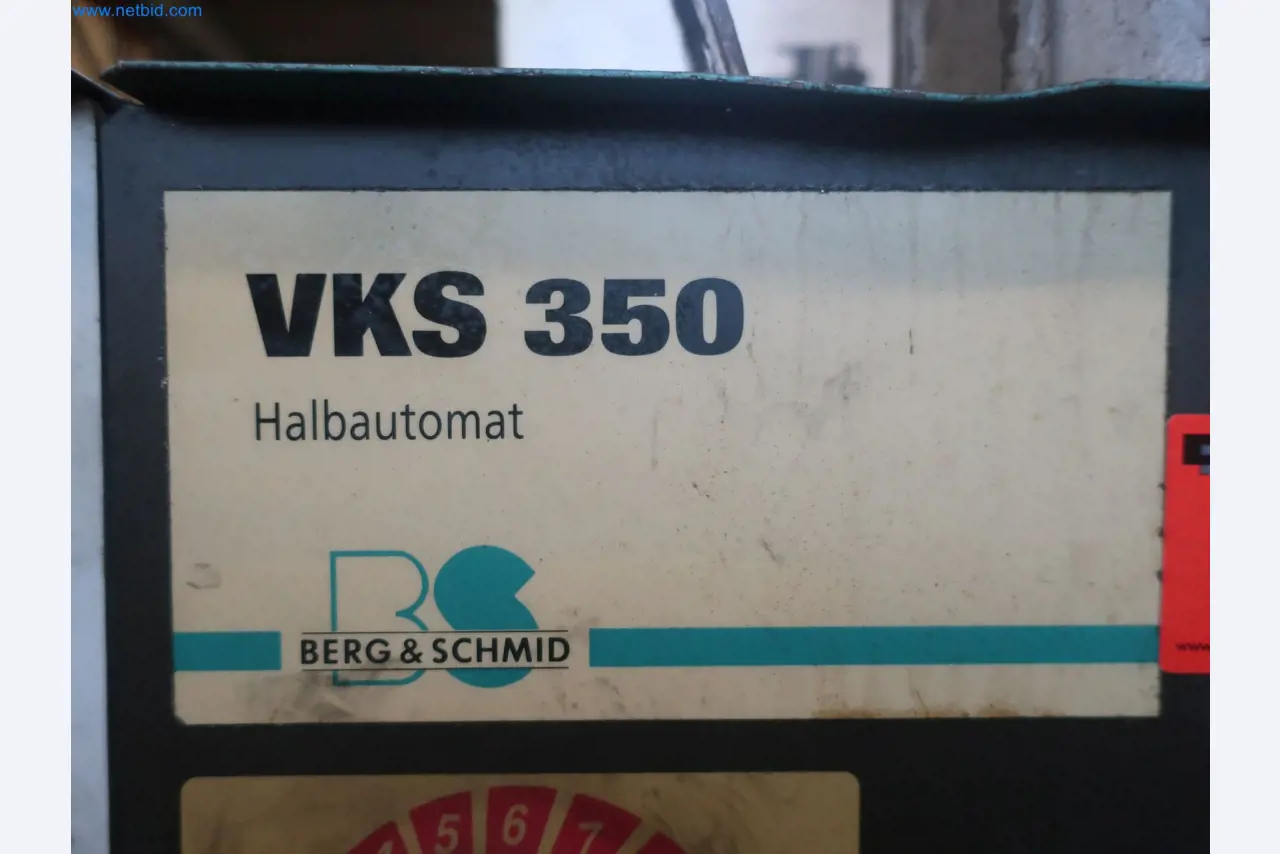 www.netbid.com
VKS 350
Halbautomat
BERG & SCHMID
5 6 7